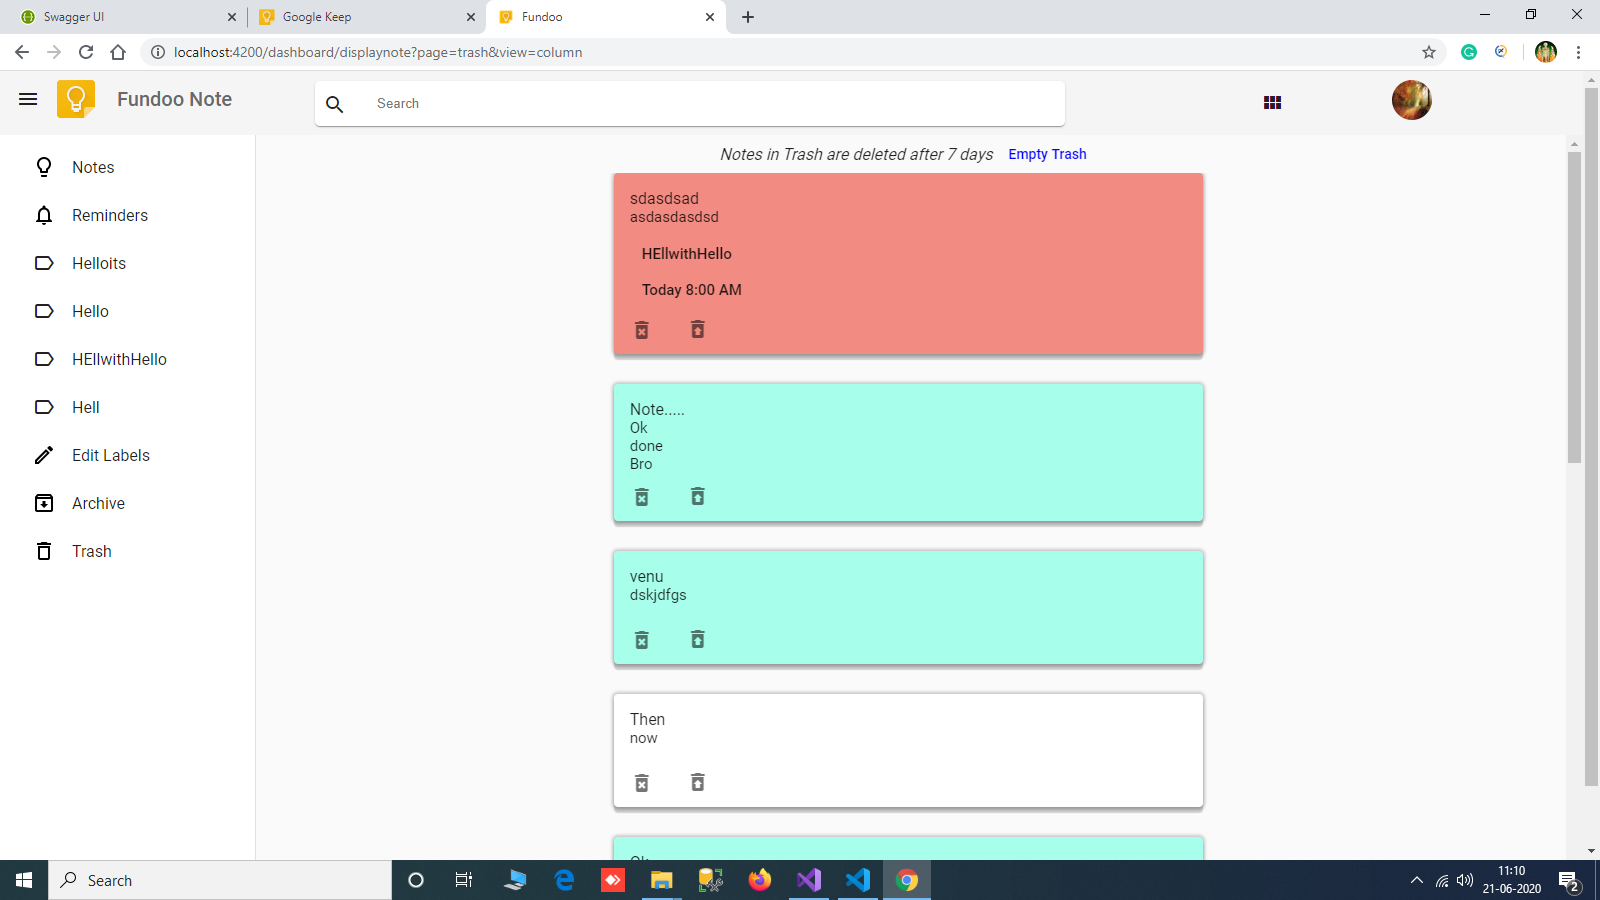 Swagger UI
Google Keep
Fundoo
localhost:4200/dashboard/displaynote?page=trash&view=column
Fundoo Note
Search
Notes
Reminders
Helloits
Hello
HEllwithHello
Hell
Edit Labels
Archive
Trash
Notes in Trash are deleted after 7 days Empty Trash
sdasdsad
asdasdasdsd
HEllwithHello
Today 8:00 AM
Note.....
Ok
done
Bro
venu
dskjdfgs
Then
now
Ok
Search
11:10
21-06-2020
2